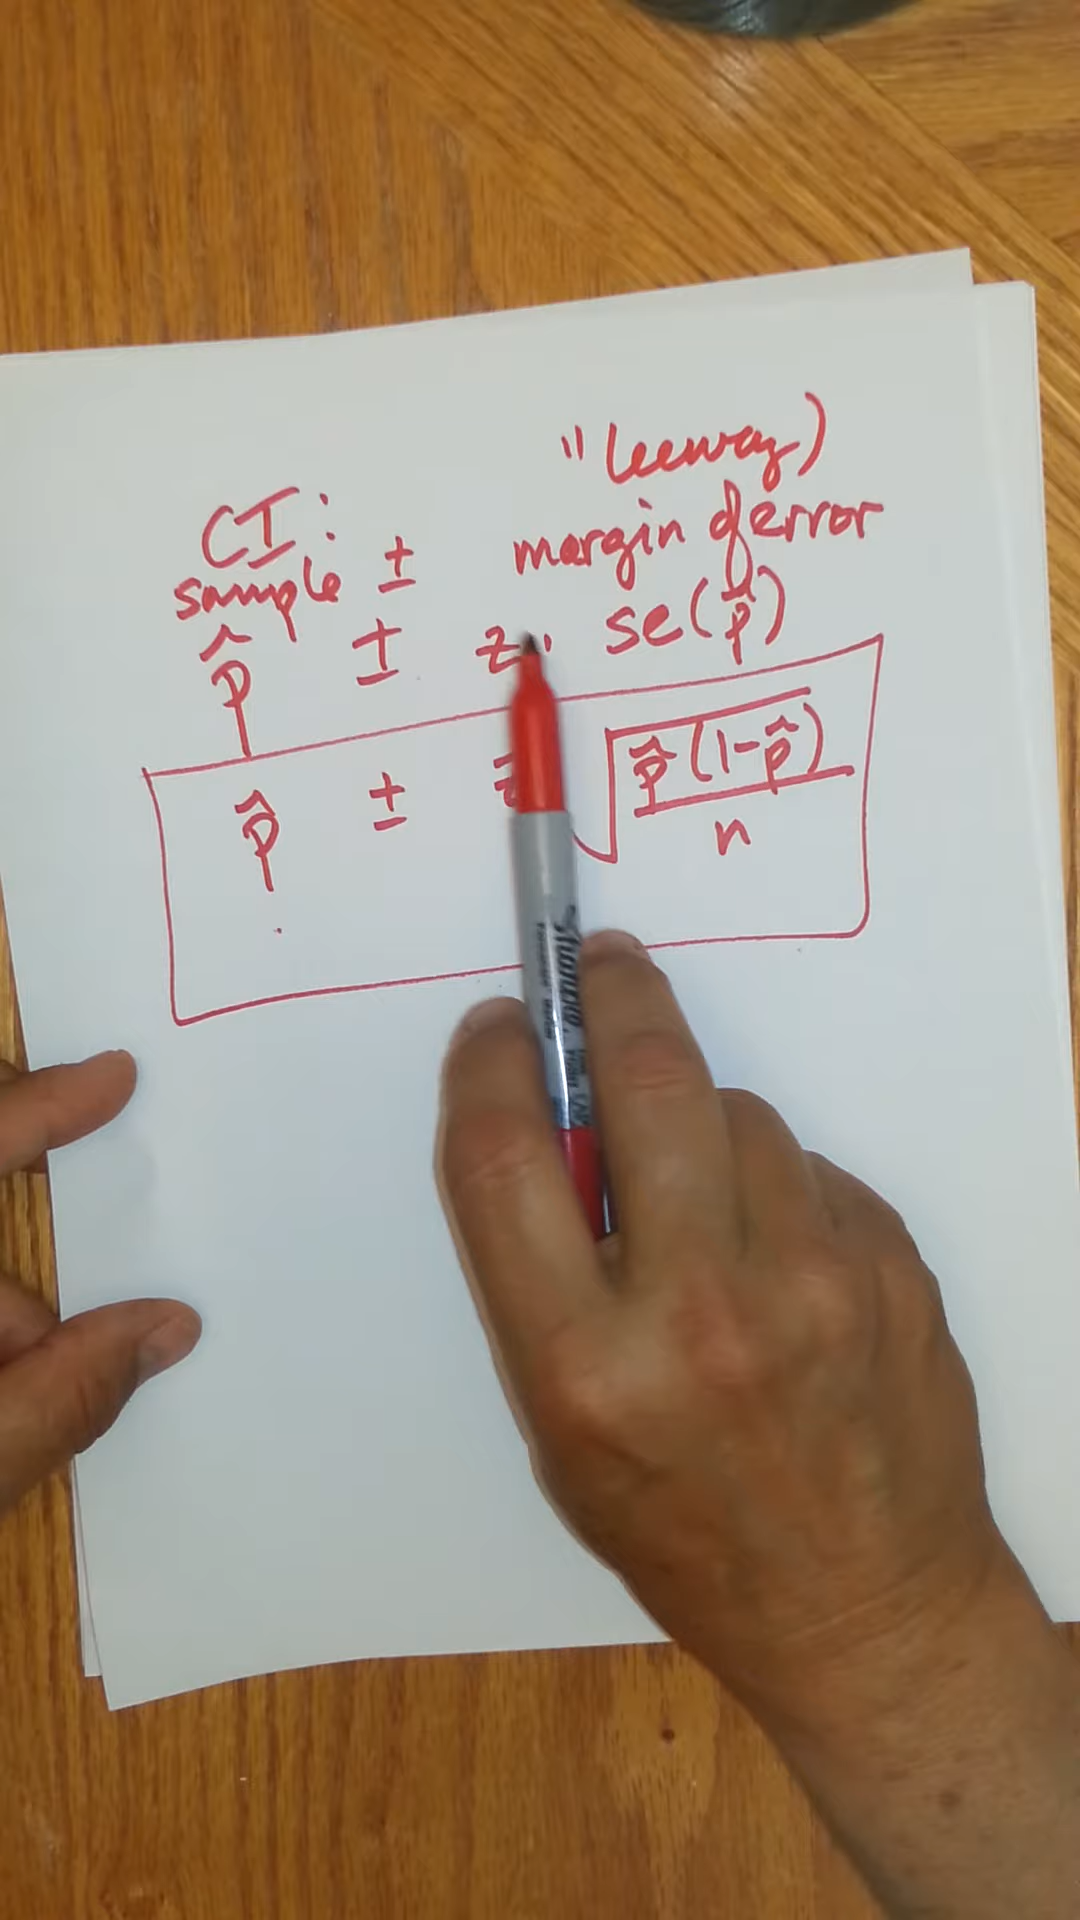 "leeway)
CI:
sample ± margin of error
p̂ ± z · se(p̂)
p̂ ± z √(p̂(1-p̂)/n)
Sharpie